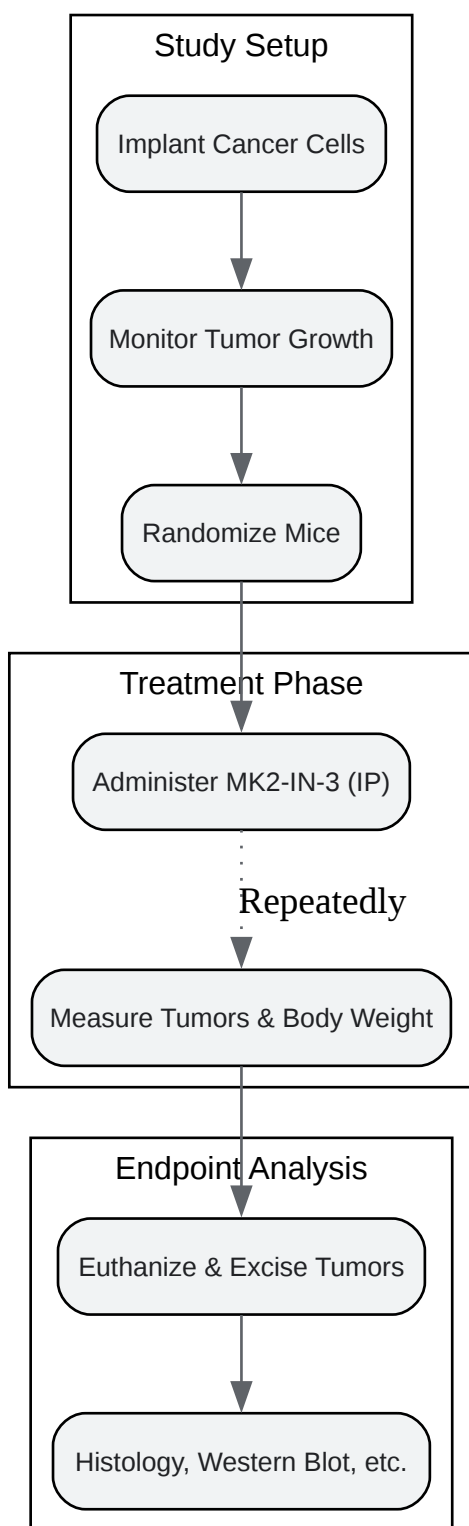 Study Setup
Implant Cancer Cells
Monitor Tumor Growth
Randomize Mice
Treatment Phase
Administer MK2-IN-3 (IP)
Repeatedly
Measure Tumors & Body Weight
Endpoint Analysis
Euthanize & Excise Tumors
Histology, Western Blot, etc.